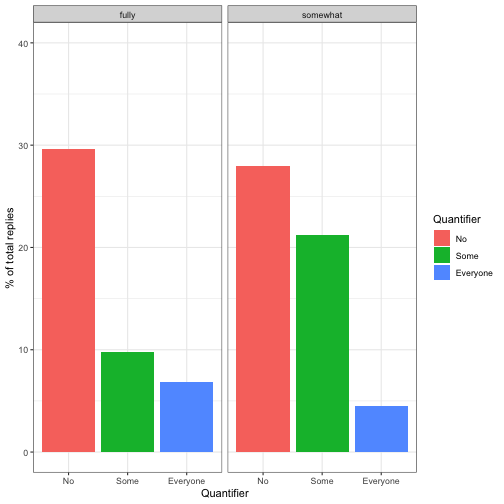 fully somewhat
40
30
20
10
0
% of total replies
No Some Everyone No Some Everyone
Quantifier
Quantifier
No
Some
Everyone